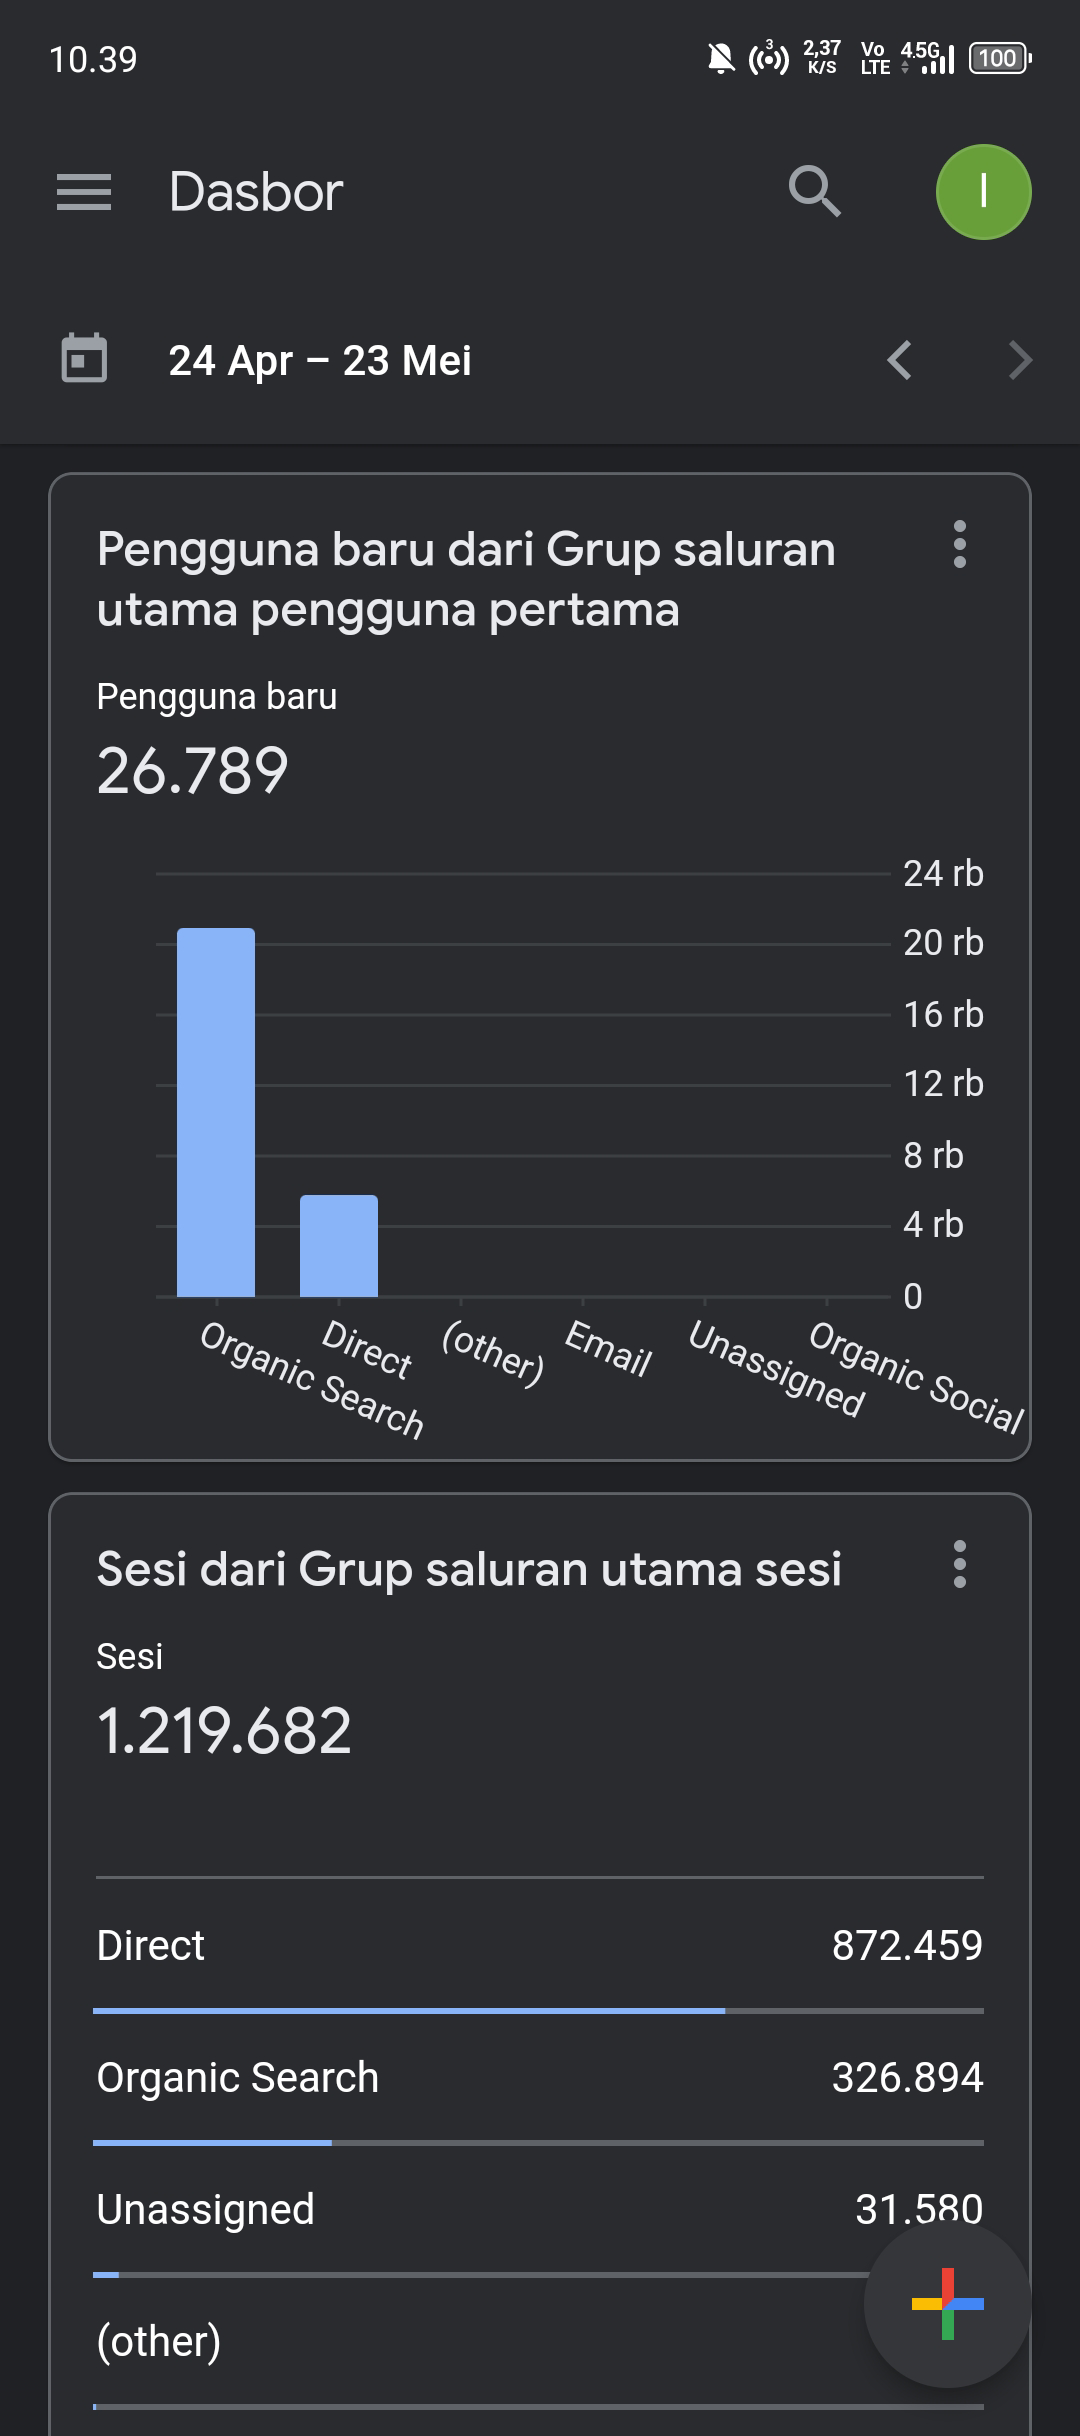 10.39
3
2,37
K/S
Vo
LTE
4.5G
100
Dasbor
I
24 Apr – 23 Mei
Pengguna baru dari Grup saluran
utama pengguna pertama
Pengguna baru
26.789
24 rb
20 rb
16 rb
12 rb
8 rb
4 rb
0
Organic Search
Direct
(other)
Email
Unassigned
Organic Social
Sesi dari Grup saluran utama sesi
Sesi
1.219.682
Direct 872.459
Organic Search 326.894
Unassigned 31.580
(other)